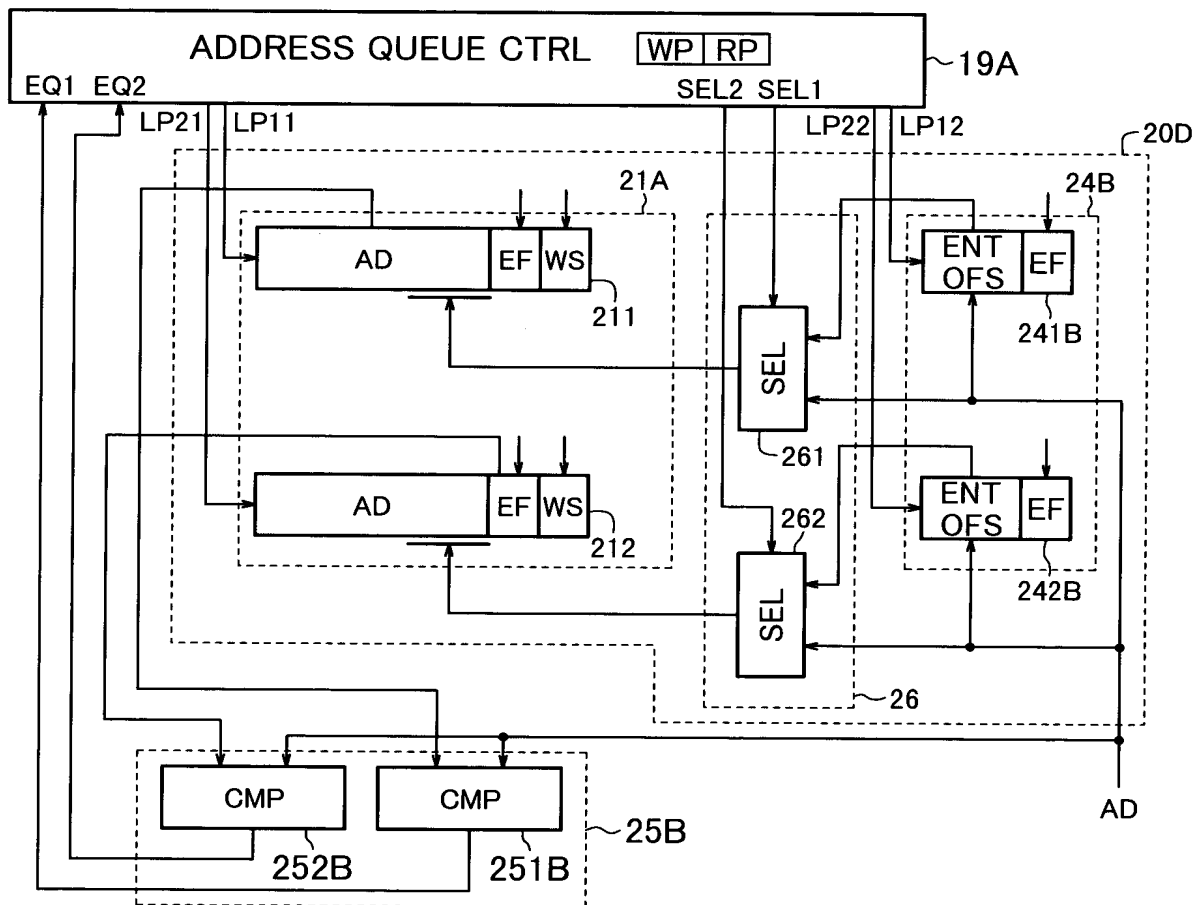 ADDRESS QUEUE CTRL WP RP
19A
EQ1 EQ2 SEL2 SEL1
LP21 LP11 LP22 LP12
20D
21A
24B
AD EF WS
211
ENT
OFS
EF
241B
SEL
261
AD EF WS
212
262
ENT
OFS
EF
242B
SEL
26
CMP
CMP
AD
25B
252B
251B